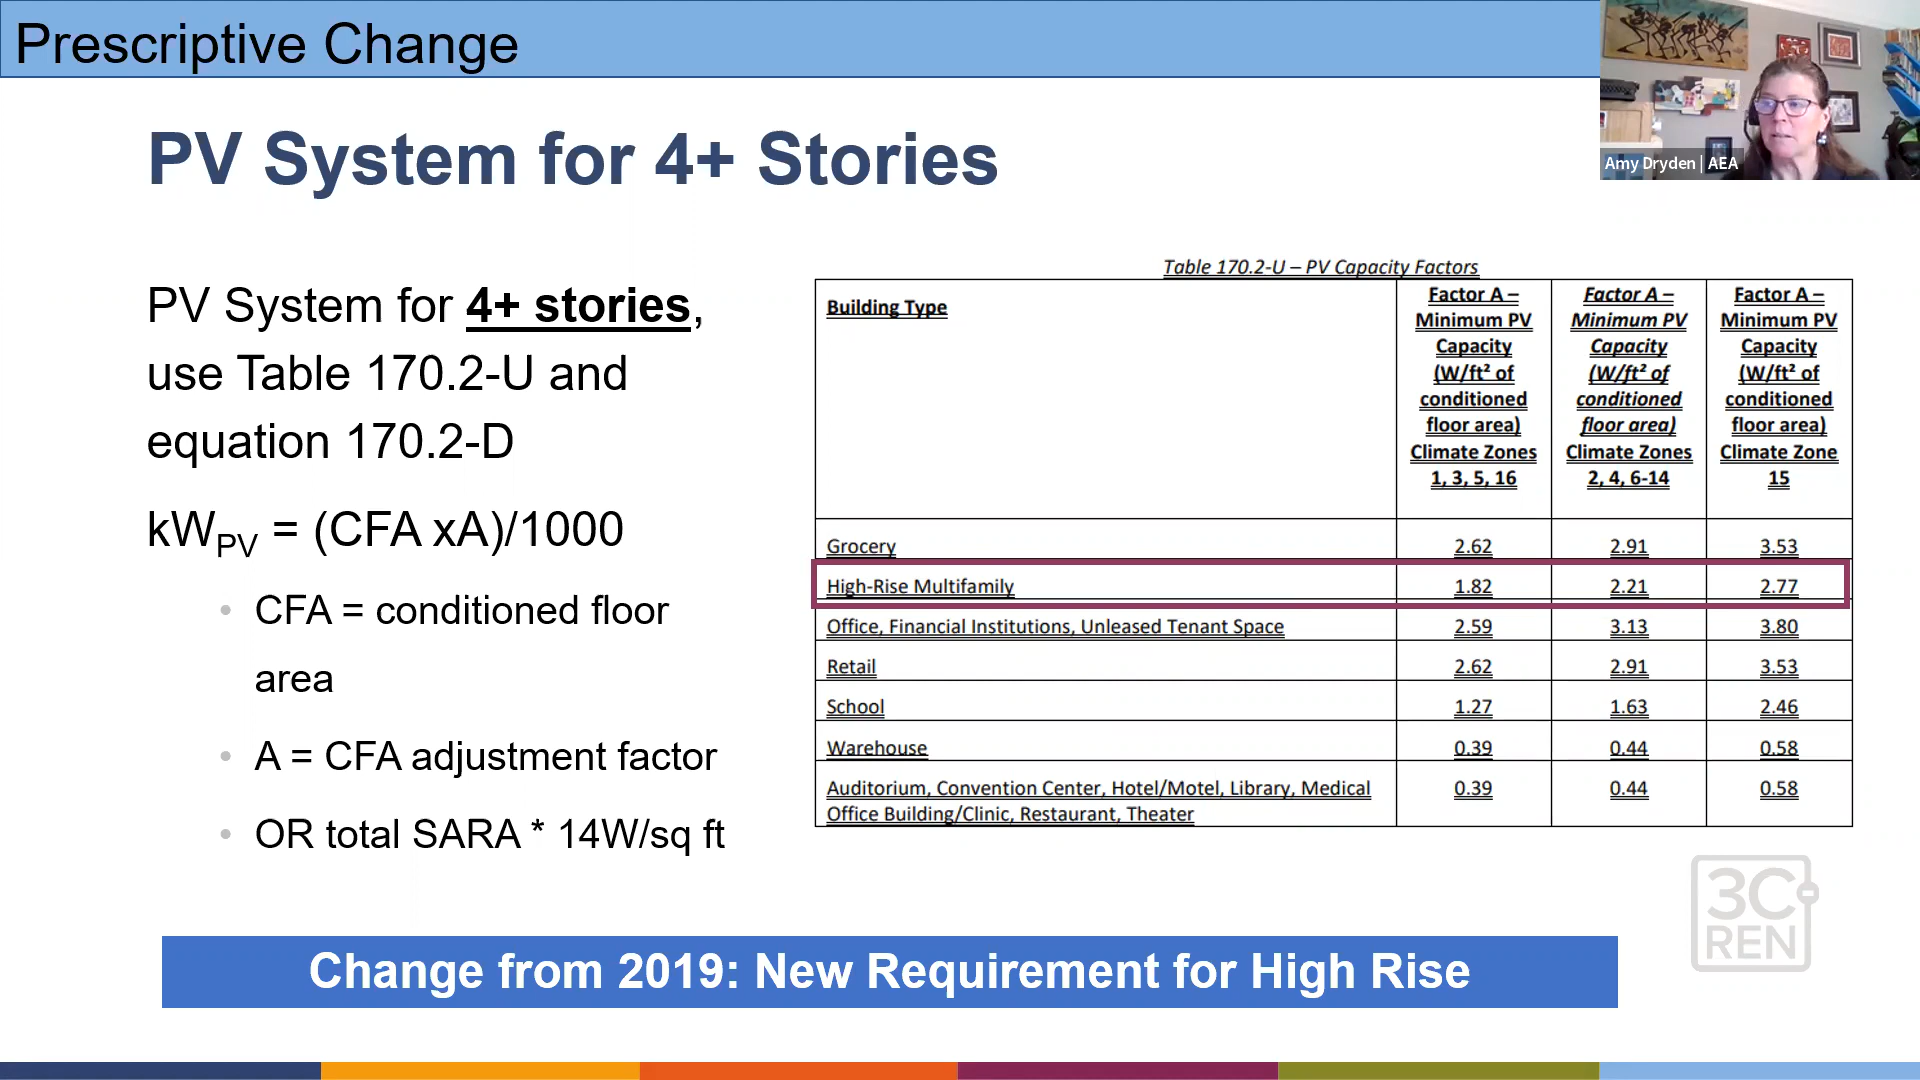 Prescriptive Change
Amy Dryden | AEA
PV System for 4+ Stories
PV System for 4+ stories,
use Table 170.2-U and
equation 170.2-D
kWPV = (CFA xA)/1000
• CFA = conditioned floor
area
• A = CFA adjustment factor
• OR total SARA * 14W/sq ft
Table 170.2-U – PV Capacity Factors
Building Type
Factor A –
Minimum PV
Capacity
(W/ft² of
conditioned
floor area)
Climate Zones
1, 3, 5, 16
Factor A –
Minimum PV
Capacity
(W/ft² of
conditioned
floor area)
Climate Zones
2, 4, 6-14
Factor A –
Minimum PV
Capacity
(W/ft² of
conditioned
floor area)
Climate Zone
15
Grocery 2.62 2.91 3.53
High-Rise Multifamily 1.82 2.21 2.77
Office, Financial Institutions, Unleased Tenant Space 2.59 3.13 3.80
Retail 2.62 2.91 3.53
School 1.27 1.63 2.46
Warehouse 0.39 0.44 0.58
Auditorium, Convention Center, Hotel/Motel, Library, Medical 0.39 0.44 0.58
Office Building/Clinic, Restaurant, Theater
3C
REN
Change from 2019: New Requirement for High Rise